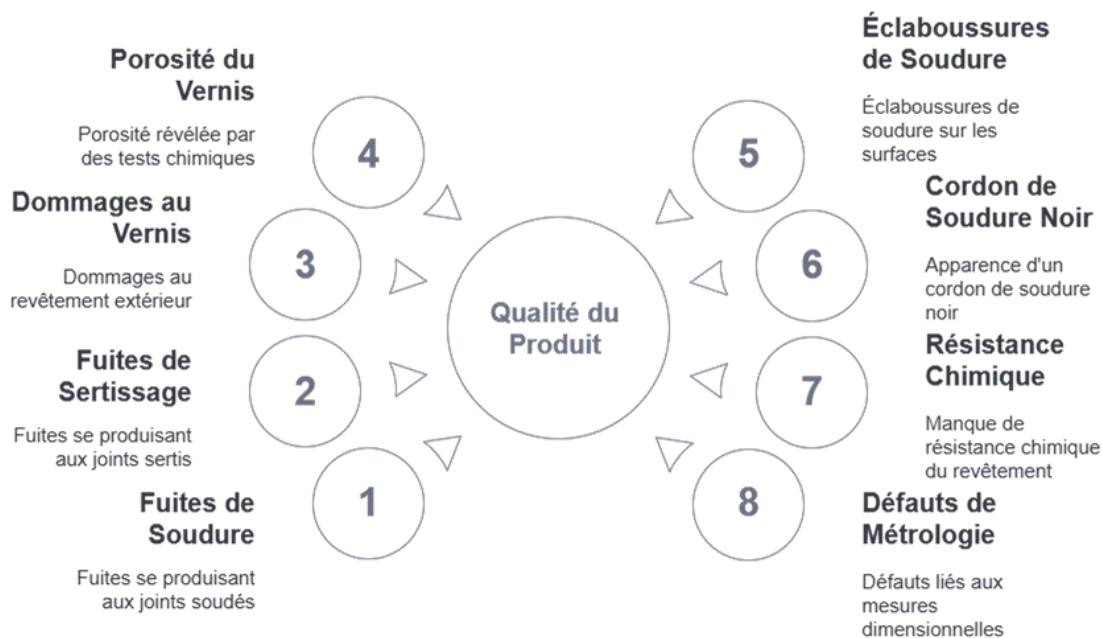 Porosité du
Vernis
Porosité révélée par
des tests chimiques
4
Dommages au
Vernis
Dommages au
revêtement extérieur
3
Fuites de
Sertissage
Fuites se produisant
aux joints sertis
2
Fuites de
Soudure
Fuites se produisant
aux joints soudés
1
Qualité du
Produit
Éclaboussures
de Soudure
Éclaboussures de
soudure sur les
surfaces
5
Cordon de
Soudure Noir
Apparence d'un
cordon de soudure
noir
6
Résistance
Chimique
Manque de
résistance chimique
du revêtement
7
Défauts de
Métrologie
Défauts liés aux
mesures
dimensionnelles
8